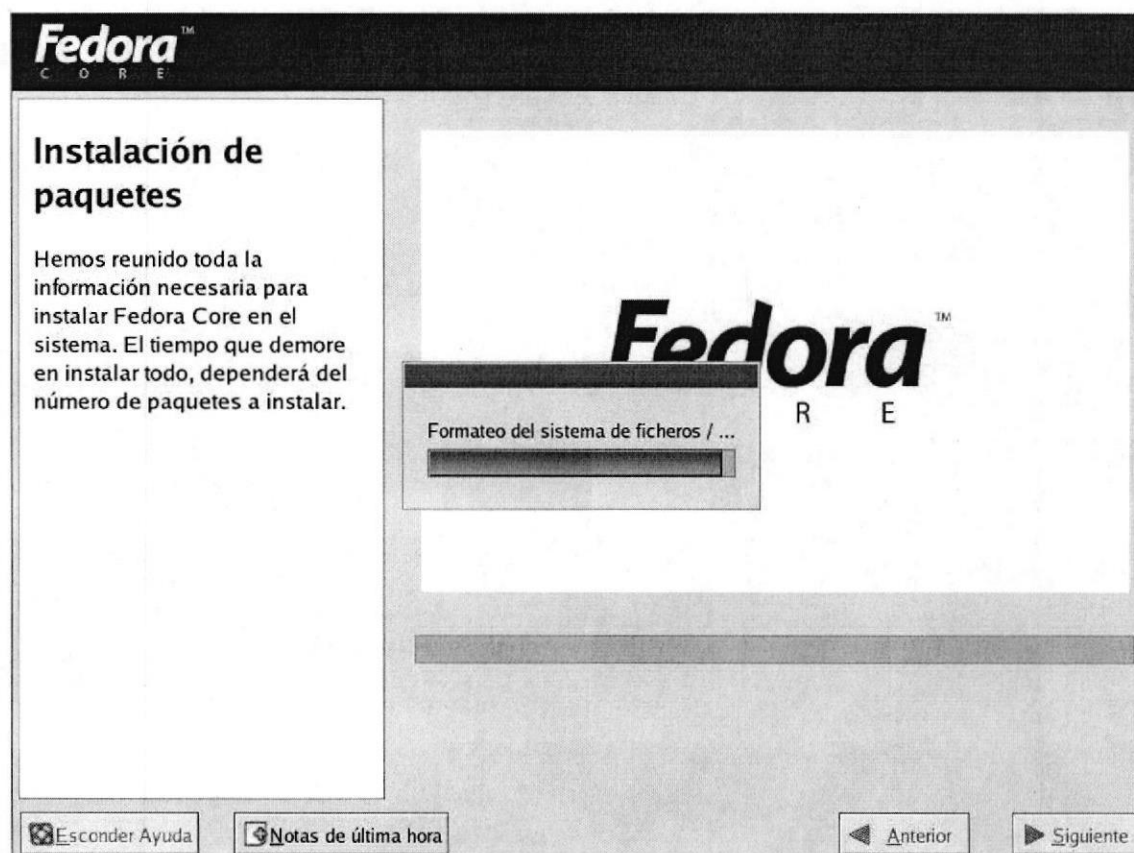 Fedora™
CORE
Instalación de
paquetes
Hemos reunido toda la
información necesaria para
instalar Fedora Core en el
sistema. El tiempo que demore
en instalar todo, dependerá del
número de paquetes a instalar.
Fedora™
R E
Formateo del sistema de ficheros / ...
Esconder Ayuda
Notas de última hora
Anterior
Siguiente